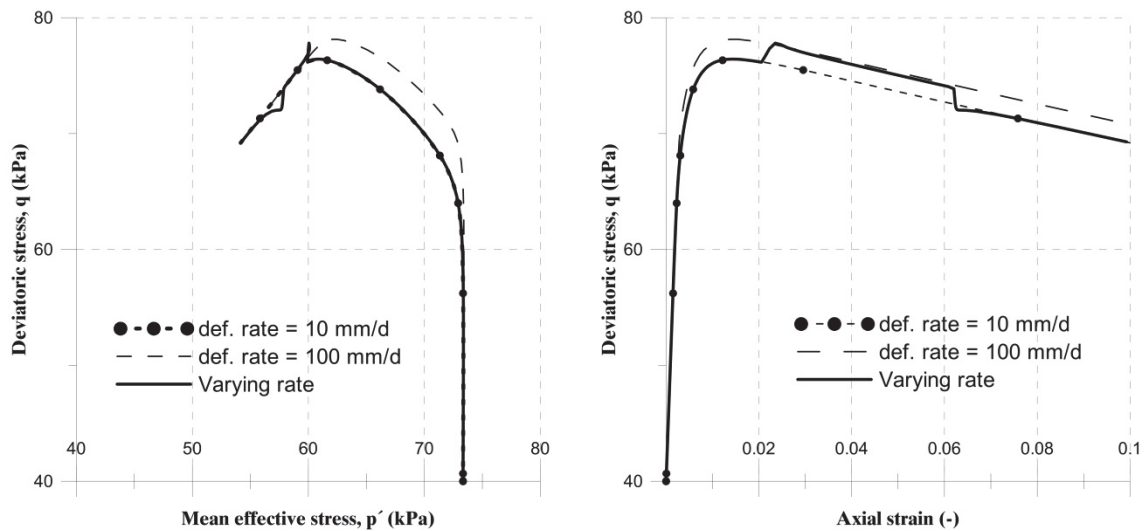 80
60
40
Deviatoric stress, q (kPa)
def. rate = 10 mm/d
def. rate = 100 mm/d
Varying rate
40 50 60 70 80
Mean effective stress, p´ (kPa)
80
60
40
Deviatoric stress, q (kPa)
def. rate = 10 mm/d
def. rate = 100 mm/d
Varying rate
0.02 0.04 0.06 0.08 0.1
Axial strain (-)